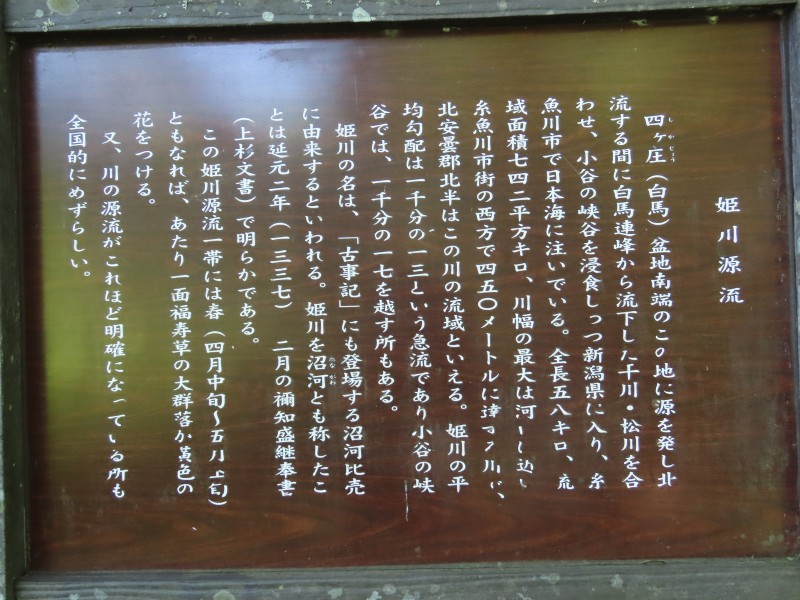 姫川源流
四ヶ庄（白馬）盆地南端のこの地に源を発し北
流する間に白馬連峰から流下した平川・松川を合
わせ、小谷の峡谷を浸食しつつ新潟県に入り、糸
魚川市で日本海に注いでいる。全長五八キロ、流
域面積七四二平方キロ、川幅の最大は河
糸魚川市街の西方で四五〇メートルに達
北安曇郡北半はこの川の流域といえる。姫川の平
均勾配は一千分の一三という急流であり小谷の峡
谷では、一千分の一七を越す所もある。
姫川の名は、「古事記」にも登場する沼河比売
に由来するといわれる。姫川を沼河とも称したこ
とは延元二年（一三三七）二月の禰知盛継奉書
（上杉文書）で明らかである。
この姫川源流一帯には春（四月中旬〜五月上旬）
ともなれば、あたり一面福寿草の大群落が黄色の
花をつける。
又、川の源流がこれほど明確になっている所も
全国的にめずらしい。